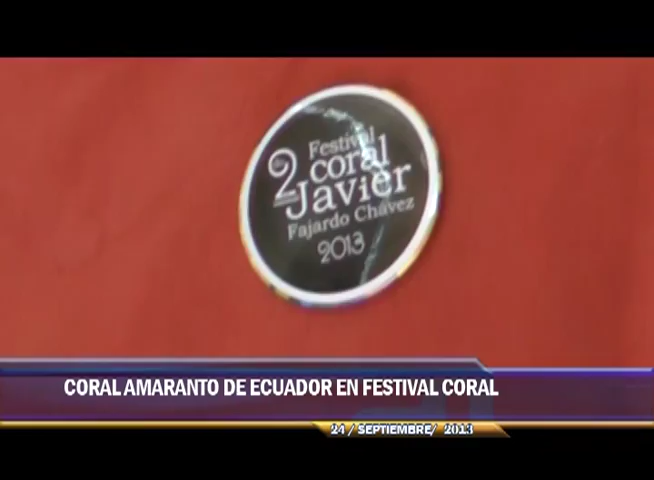 2
Festival
coral
Javier
Fajardo Chávez
2013
CORAL AMARANTO DE ECUADOR EN FESTIVAL CORAL
24 / SEPTIEMBRE/ 2013